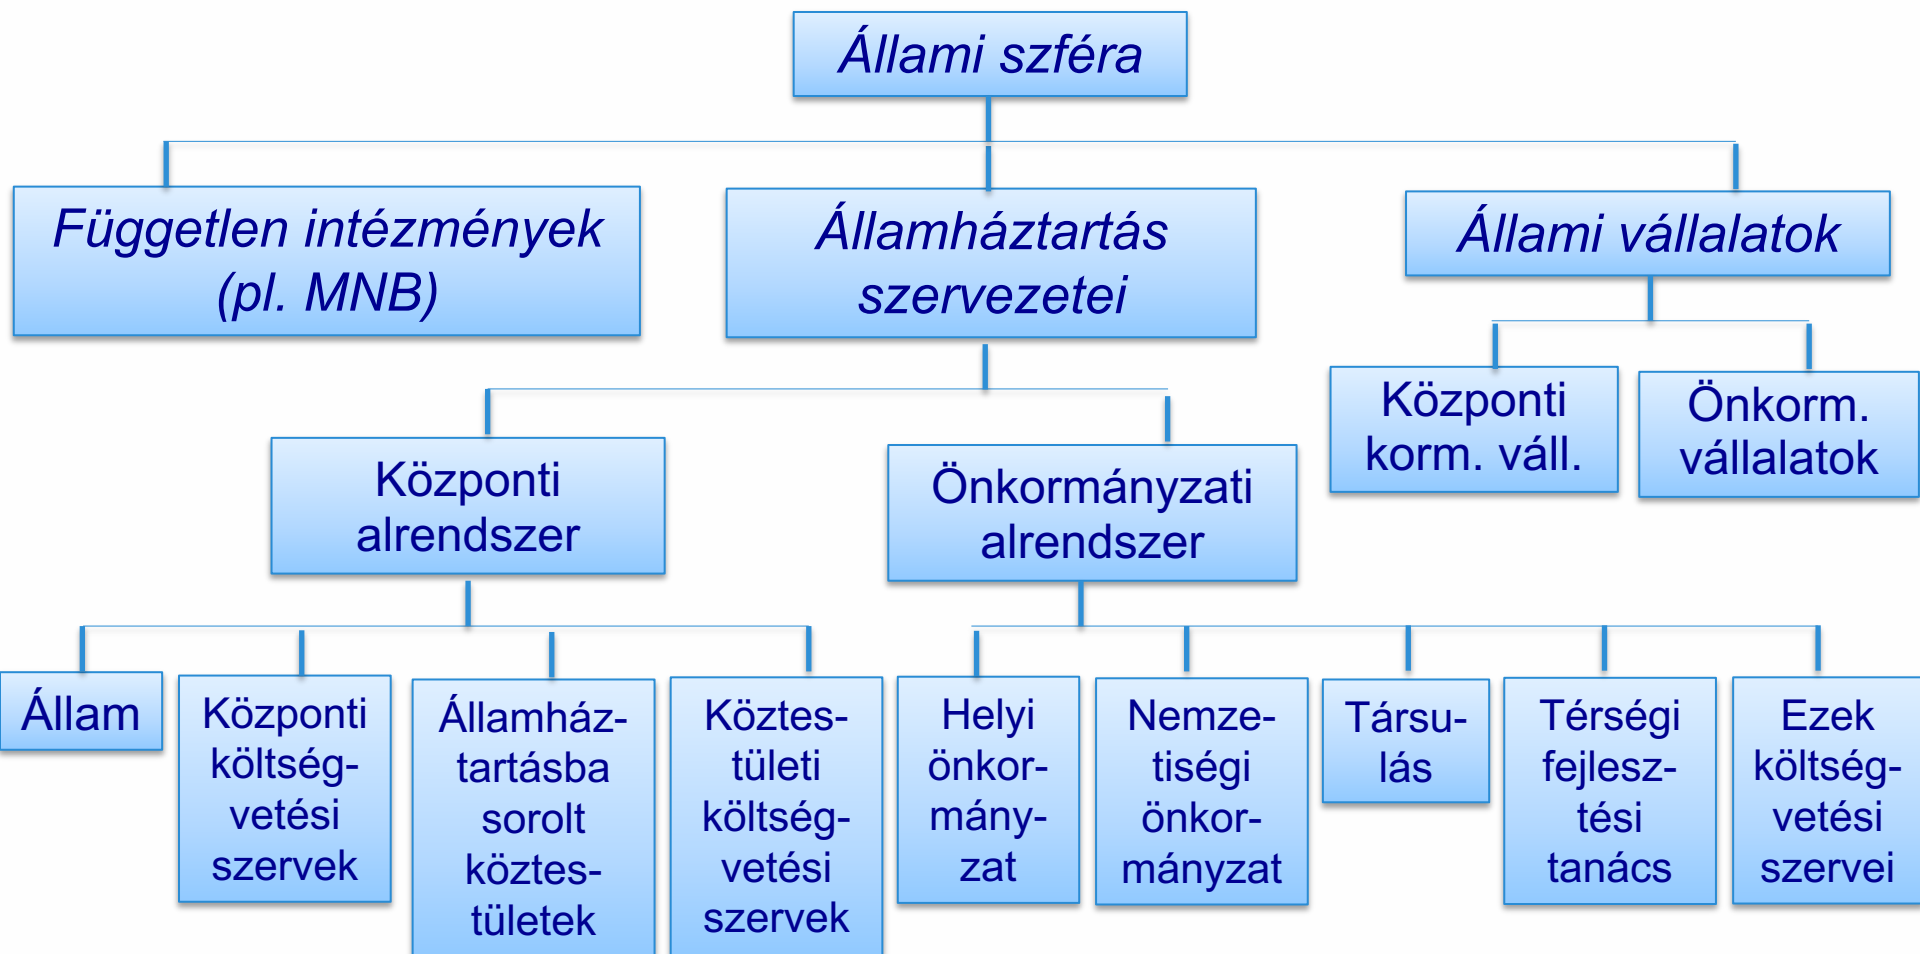 Állami szféra
Független intézmények
(pl. MNB)
Államháztartás
szervezetei
Állami vállalatok
Központi
korm. váll.
Önkorm.
vállalatok
Központi
alrendszer
Önkormányzati
alrendszer
Állam
Központi
költség-
vetési
szervek
Államház-
tartásba
sorolt
köztes-
tületek
Köztes-
tületi
költség-
vetési
szervek
Helyi
önkor-
mány-
zat
Nemze-
tiségi
önkor-
mányzat
Társu-
lás
Térségi
fejlesz-
tési
tanács
Ezek
költség-
vetési
szervei